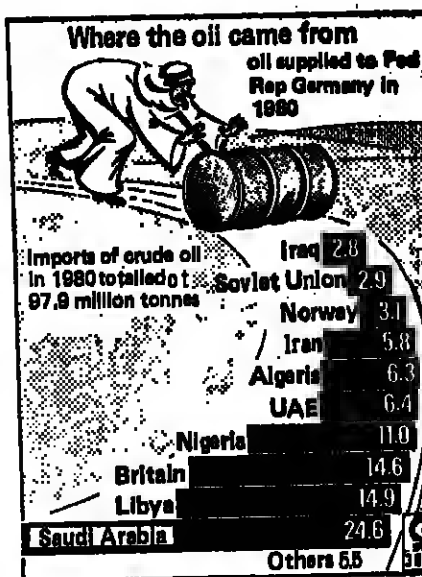 Where the oil came from
oil supplied to Fed
Rep Germany in
1980
Imports of crude oil
in 1980 totalled
97.9 million tonnes
Iraq 2.8
Soviet Union 2.9
Norway 3.1
Iran 5.8
Algeria 6.3
UAE 6.4
Nigeria 11.0
Britain 14.6
Libya 14.9
Saudi Arabia 24.6
Others 5.5